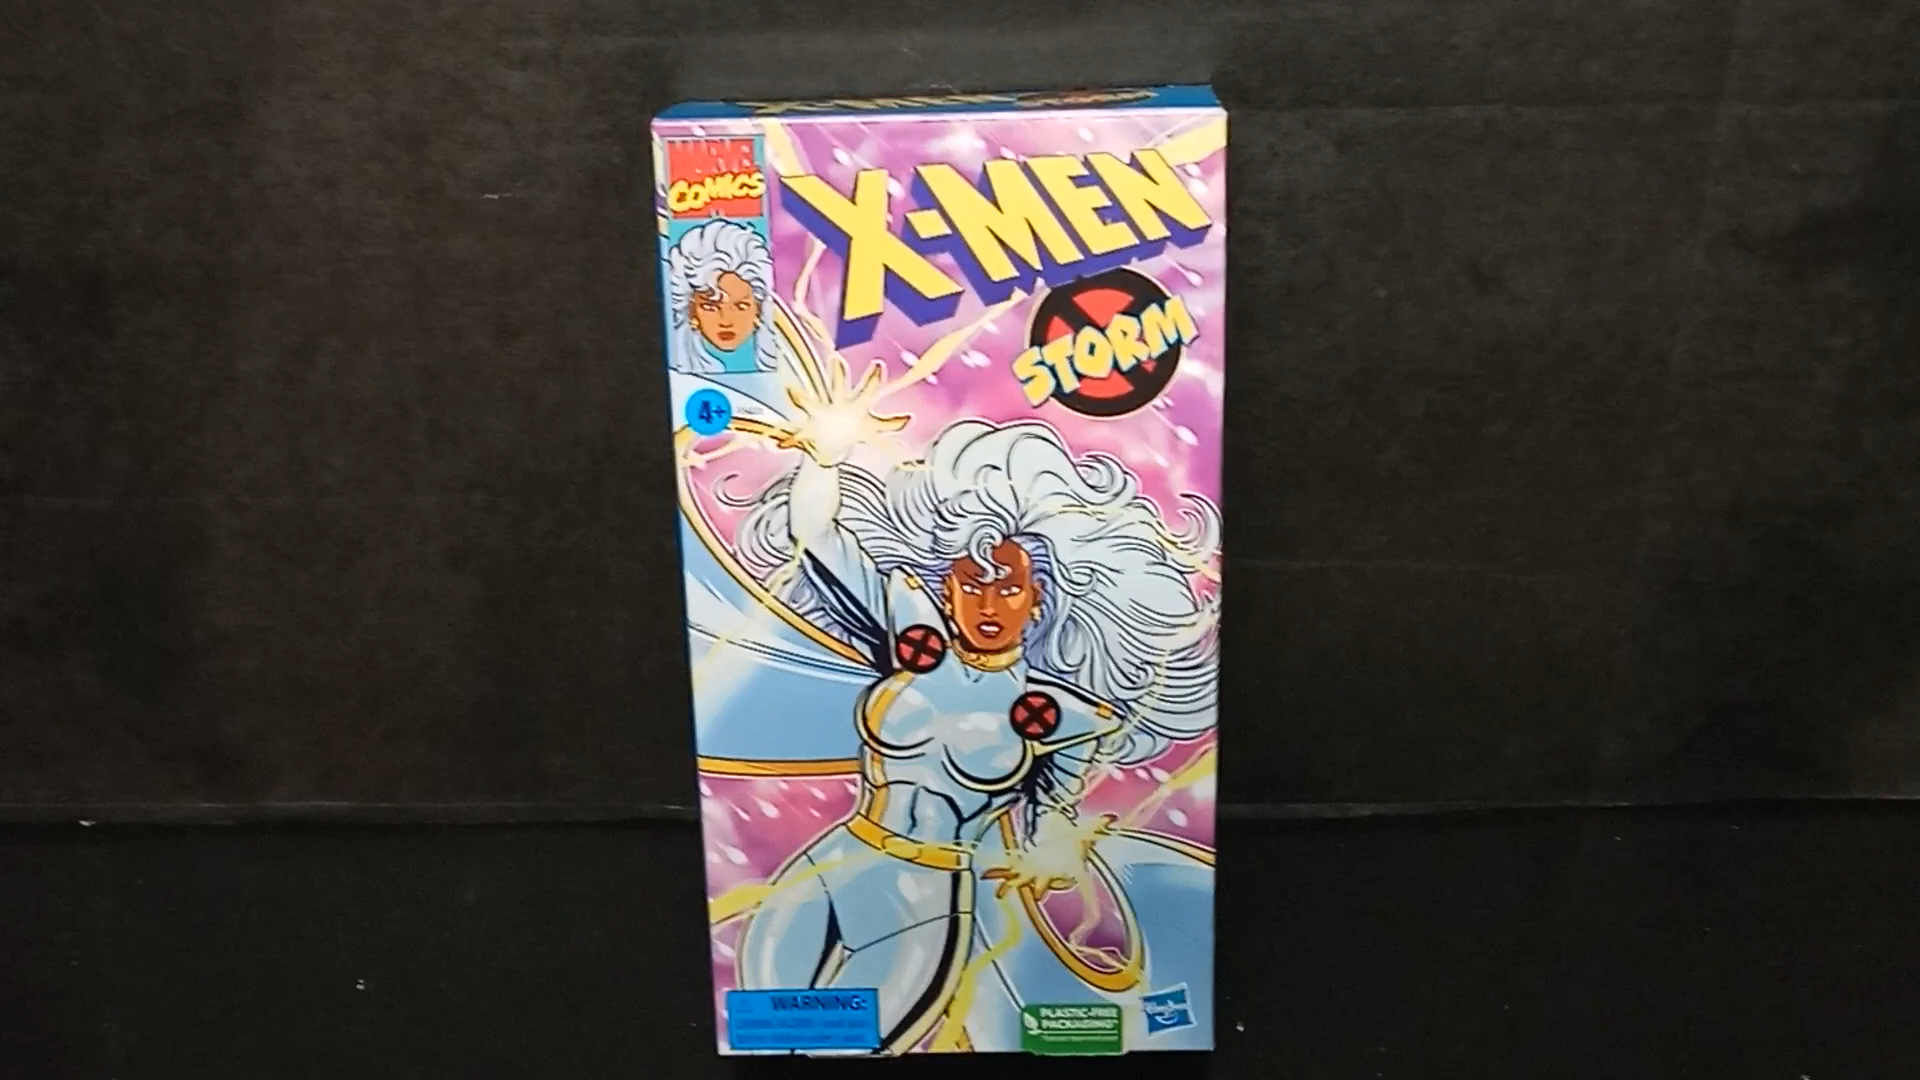 MARVEL
COMICS
X-MEN
STORM
4+
WARNING:
PLASTIC-FREE
PACKAGING*
Hasbro